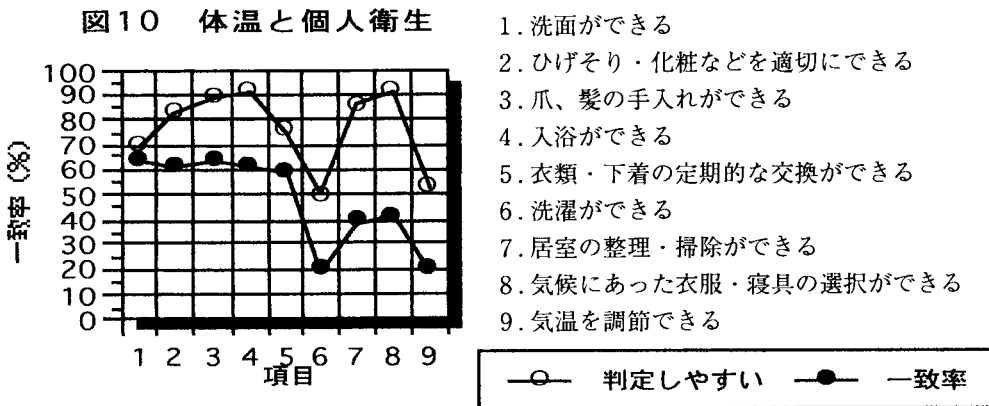 図10 体温と個人衛生
一致率(%)
100
90
80
70
60
50
40
30
20
10
0
1 2 3 4 5 6 7 8 9
項目
1.洗面ができる
2.ひげそり・化粧などを適切にできる
3.爪、髪の手入れができる
4.入浴ができる
5.衣類・下着の定期的な交換ができる
6.洗濯ができる
7.居室の整理・掃除ができる
8.気候にあった衣服・寝具の選択ができる
9.気温を調節できる
判定しやすい 一致率